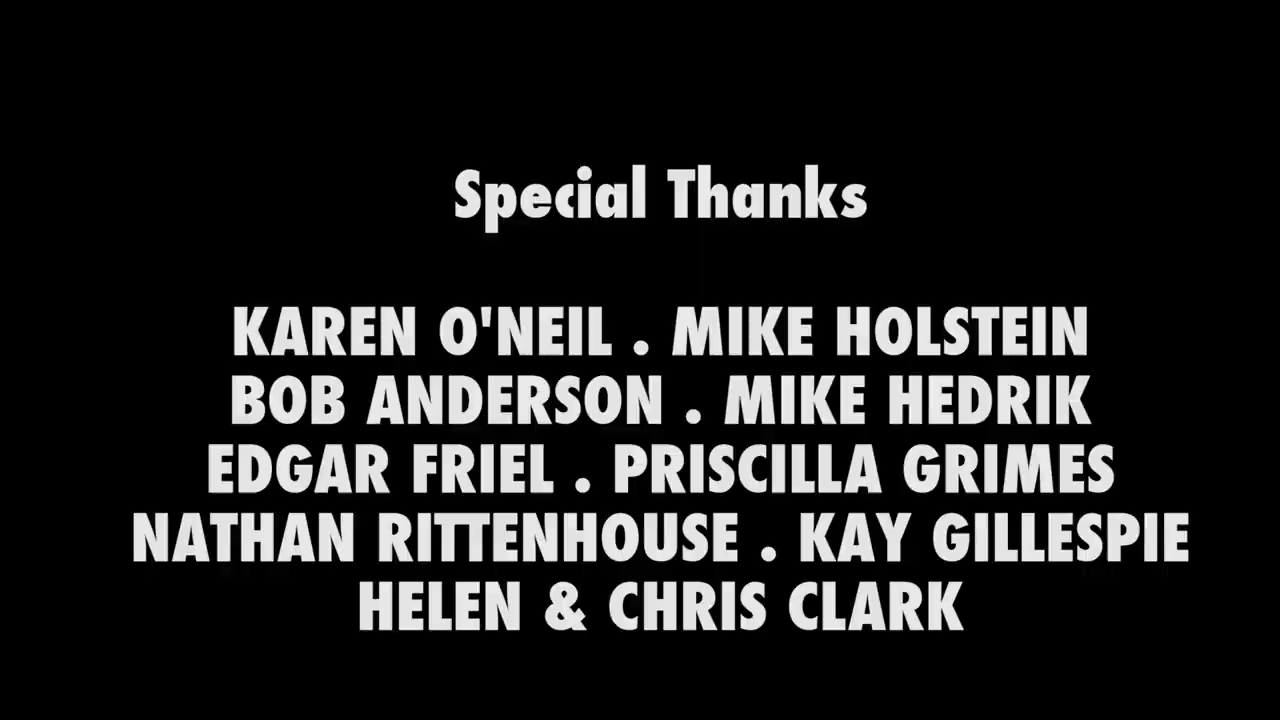 Special Thanks
KAREN O'NEIL . MIKE HOLSTEIN
BOB ANDERSON . MIKE HEDRIK
EDGAR FRIEL . PRISCILLA GRIMES
NATHAN RITTENHOUSE . KAY GILLESPIE
HELEN & CHRIS CLARK